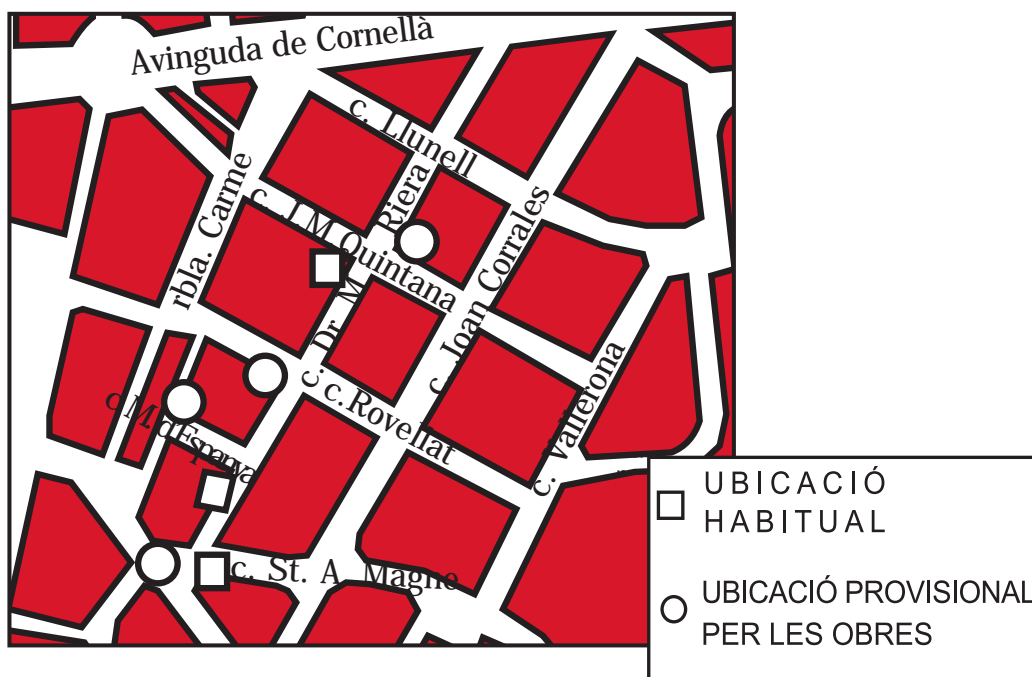 Avinguda de Cornellà
c. Llunell
rbla. Carme
c. J.M Quintana
c. Dr M Riera
c. Joan Corrales
c.Rovellat
c. Vallerona
c M d'Espanya
c. St. A Magne
UBICACIÓ
HABITUAL
UBICACIÓ PROVISIONAL
PER LES OBRES